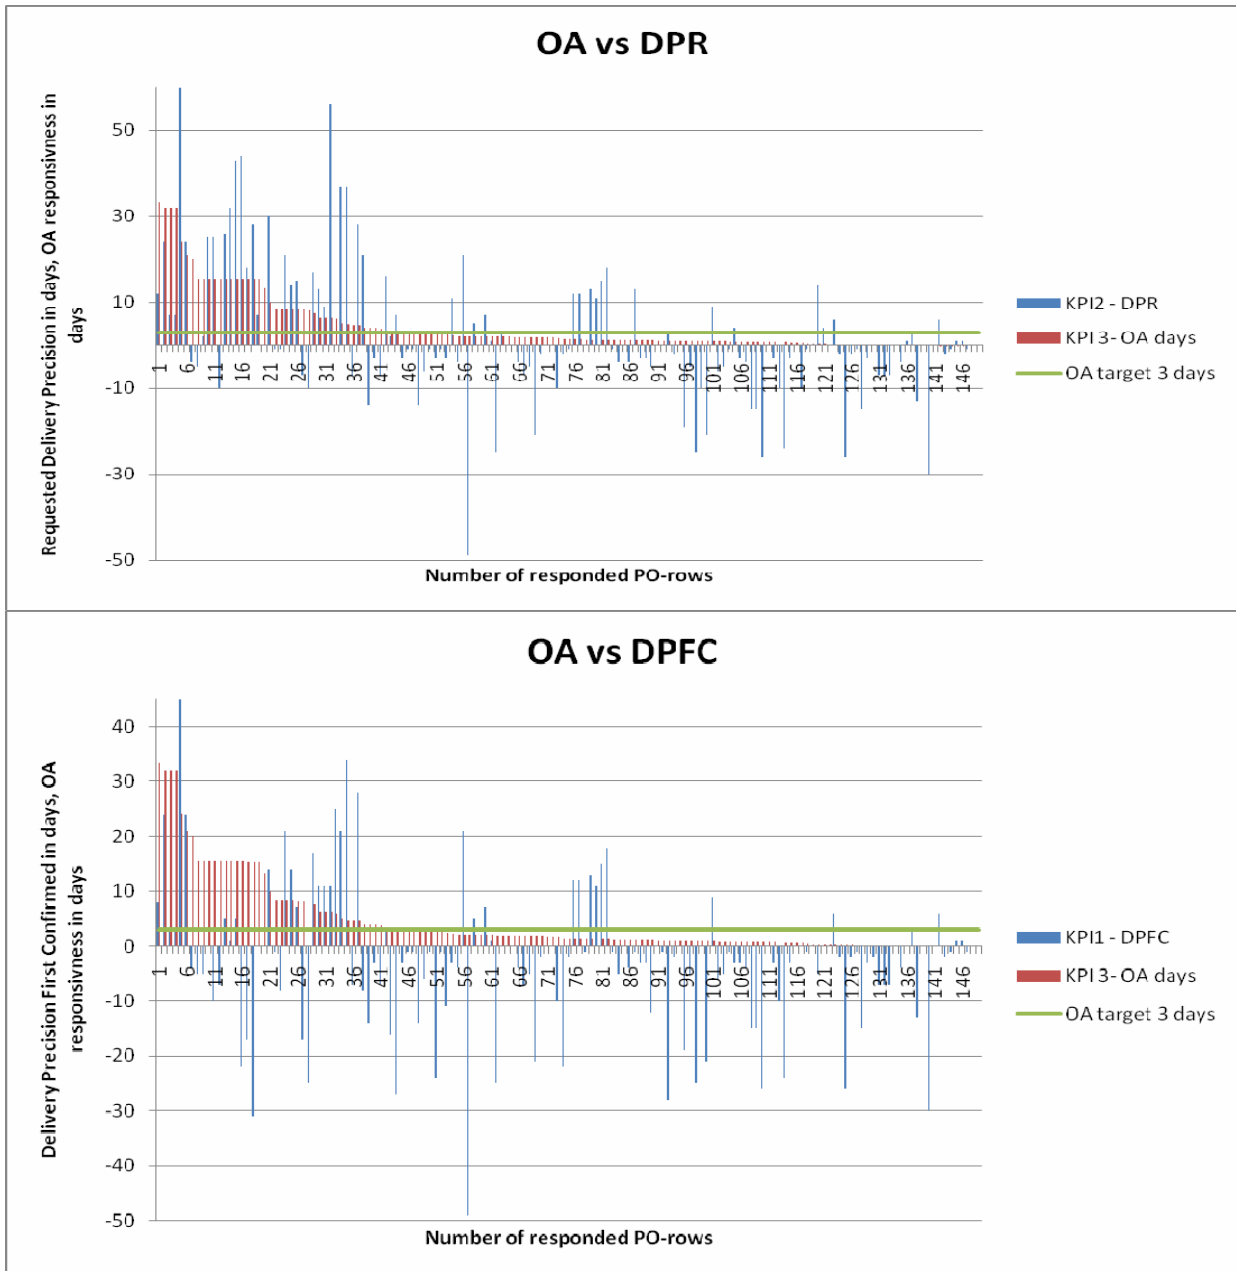 OA vs DPR
Requested Delivery Precision in days, OA responsivness in
days
50
30
10
-10
-30
-50
1 6 11 16 21 26 31 36 41 46 51 56 61 66 71 76 81 86 91 96 101 106 111 116 121 126 131 136 141 146
Number of responded PO-rows
KPI2 - DPR
KPI 3- OA days
OA target 3 days
OA vs DPFC
Delivery Precision First Confirmed in days, OA
responsivness in days
40
30
20
10
0
-10
-20
-30
-40
-50
1 6 11 16 21 26 31 36 41 46 51 56 61 66 71 76 81 86 91 96 101 106 111 116 121 126 131 136 141 146
Number of responded PO-rows
KPI1 - DPFC
KPI 3- OA days
OA target 3 days